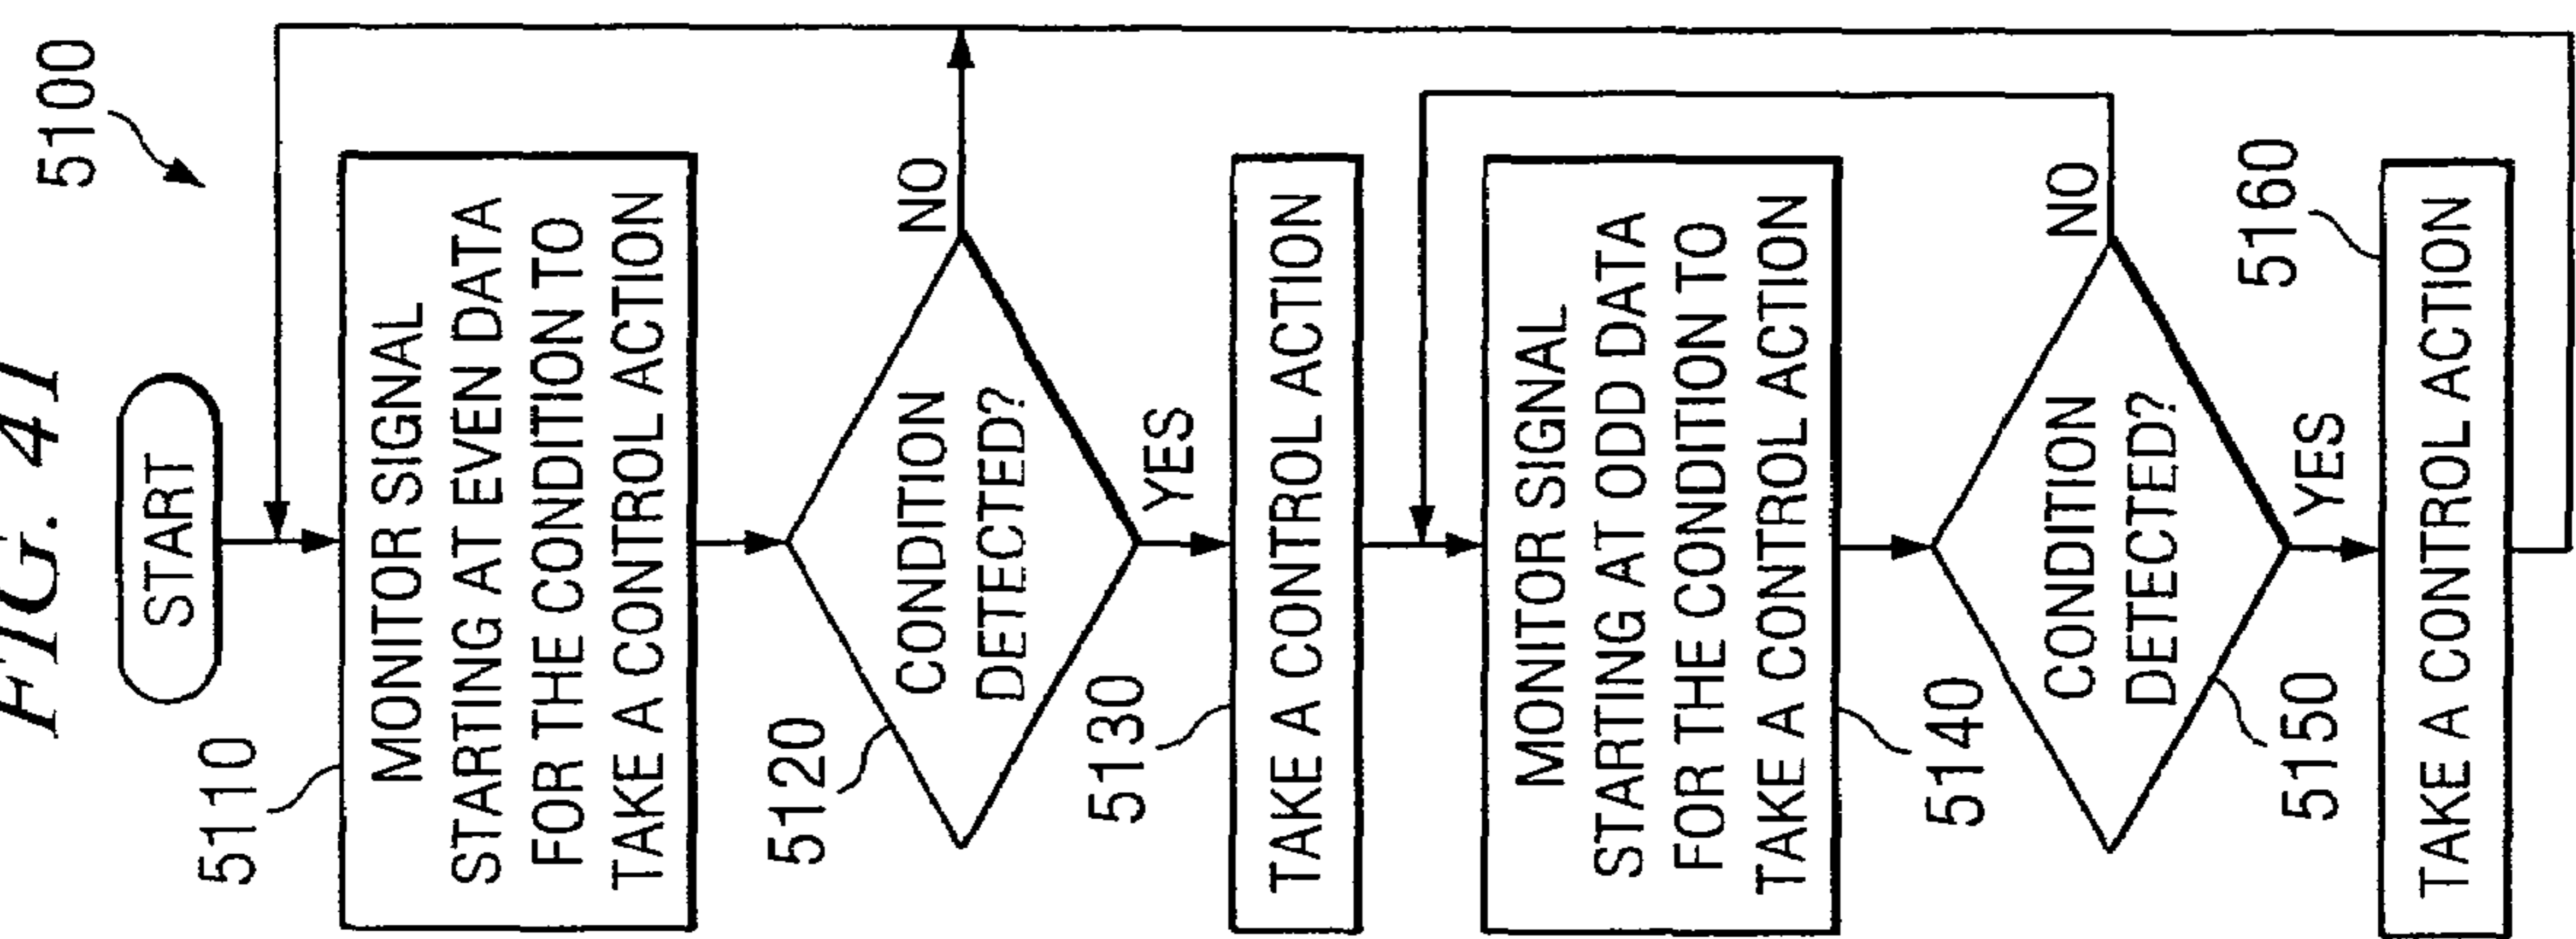 FIG. 41
5100
START
5110
MONITOR SIGNAL
STARTING AT EVEN DATA
FOR THE CONDITION TO
TAKE A CONTROL ACTION
5120
CONDITION
DETECTED?
NO
YES
5130
TAKE A CONTROL ACTION
MONITOR SIGNAL
STARTING AT ODD DATA
FOR THE CONDITION TO
TAKE A CONTROL ACTION
5140
CONDITION
DETECTED?
NO
5150
YES
5160
TAKE A CONTROL ACTION